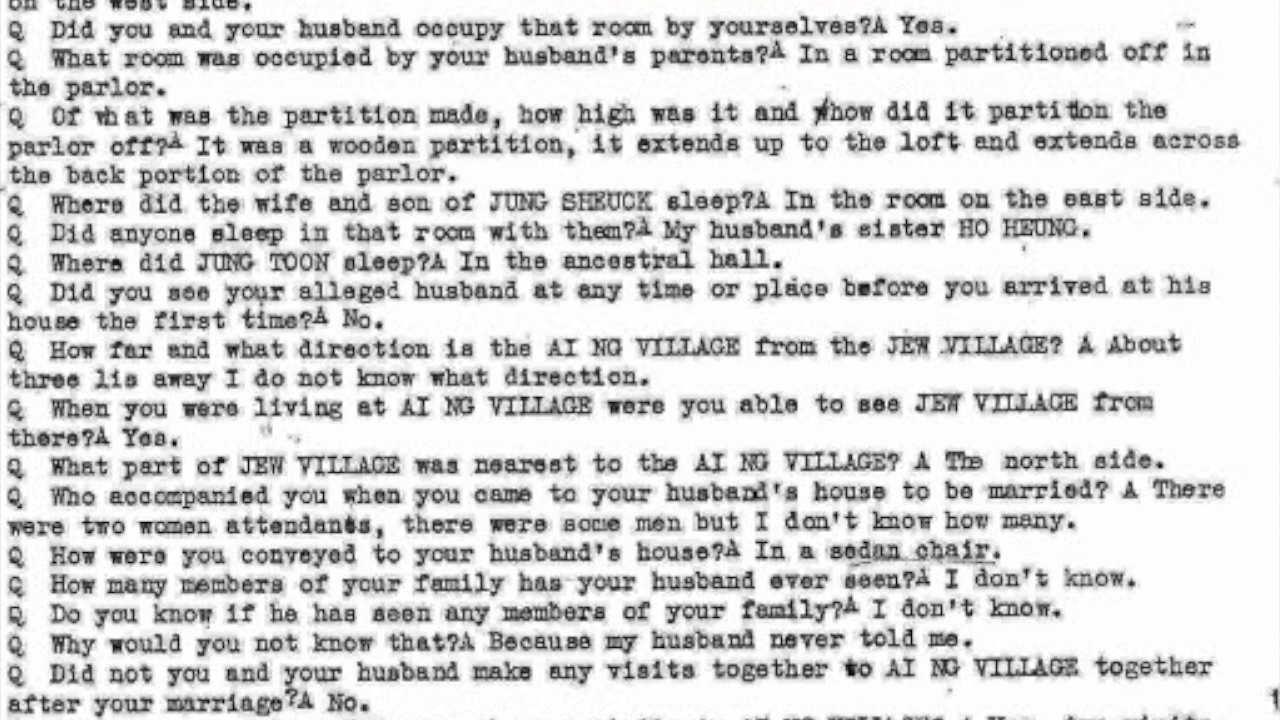 on the west side.
Q Did you and your husband occupy that room by yourselves?A Yes.
Q What room was occupied by your husband's parents?A In a room partitioned off in
the parlor.
Q Of what was the partition made, how high was it and how did it partition the
parlor off?A It was a wooden partition, it extends up to the loft and extends across
the back portion of the parlor.
Q Where did the wife and son of JUNG SHEUCK sleep?A In the room on the east side.
Q Did anyone sleep in that room with them?A My husband's sister HO HEUNG.
Q Where did JUNG TOON sleep?A In the ancestral hall.
Q Did you see your alleged husband at any time or place before you arrived at his
house the first time?A No.
Q How far and what direction is the AI NG VILLAGE from the JEW VILLAGE? A About
three lis away I do not know what direction.
Q When you were living at AI NG VILLAGE were you able to see JEW VILLAGE from
there?A Yes.
Q What part of JEW VILLAGE was nearest to the AI NG VILLAGE? A The north side.
Q Who accompanied you when you came to your husband's house to be married? A There
were two women attendants, there were some men but I don't know how many.
Q How were you conveyed to your husband's house?A In a sedan chair.
Q How many members of your family has your husband ever seen?A I don't know.
Q Do you know if he has seen any members of your family?A I don't know.
Q Why would you not know that?A Because my husband never told me.
Q Did not you and your husband make any visits together to AI NG VILLAGE together
after your marriage?A No.